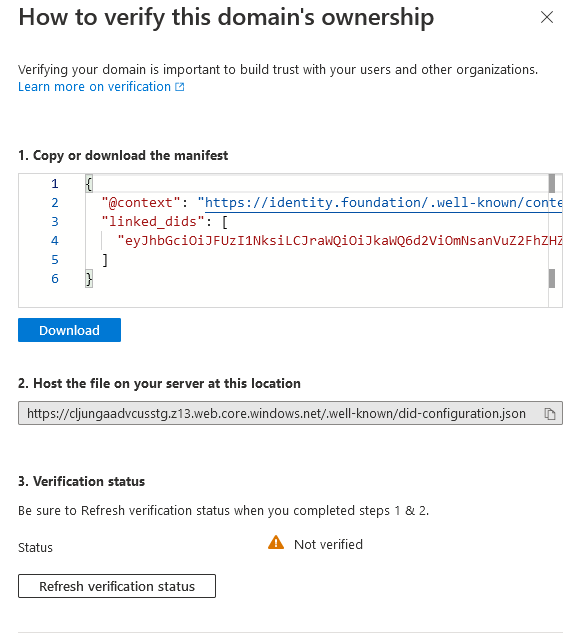 How to verify this domain's ownership
Verifying your domain is important to build trust with your users and other organizations.
Learn more on verification
1. Copy or download the manifest
1 {
2 "@context": "https://identity.foundation/.well-known/conte
3 "linked_dids": [
4 "eyJhbGciOiJFUzI1NksiLCJraWQiOiJkaWQ6d2ViOmNsanVuZ2FhZHZ
5 ]
6 }
Download
2. Host the file on your server at this location
https://cljungaadvcusstg.z13.web.core.windows.net/.well-known/did-configuration.json
3. Verification status
Be sure to Refresh verification status when you completed steps 1 & 2.
Status Not verified
Refresh verification status